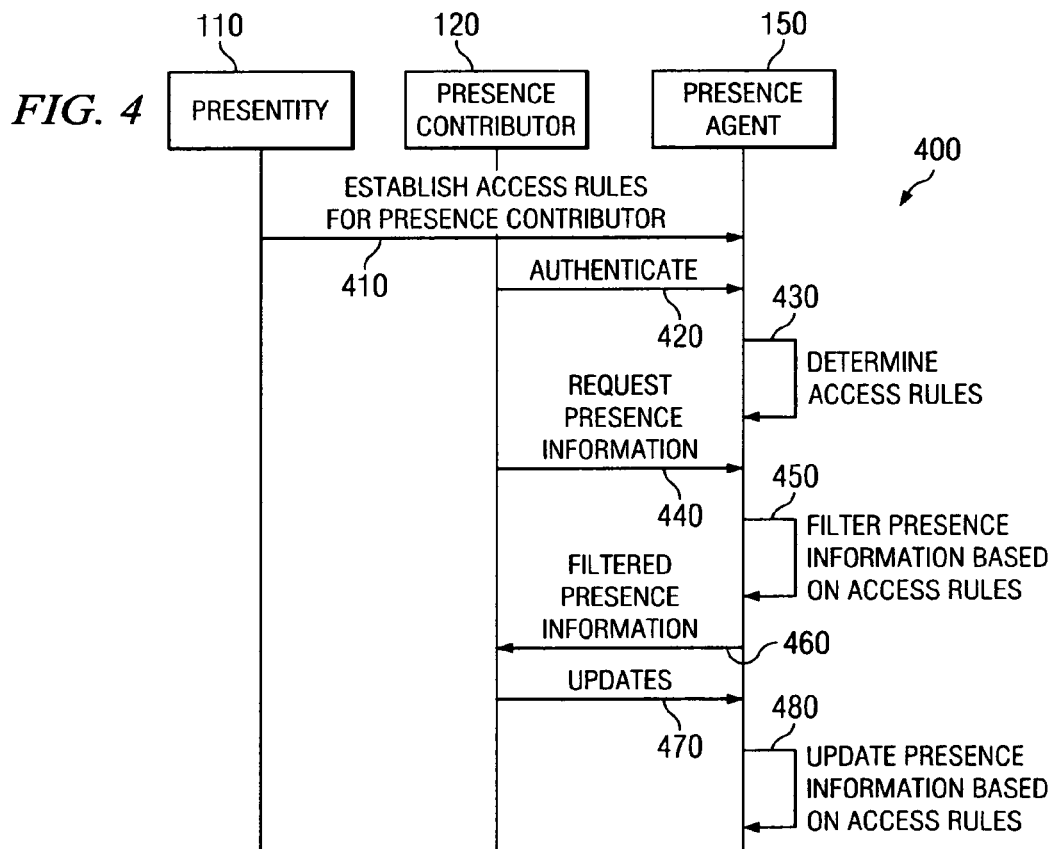 110
120
150
FIG. 4
PRESENTITY
PRESENCE
CONTRIBUTOR
PRESENCE
AGENT
400
ESTABLISH ACCESS RULES
FOR PRESENCE CONTRIBUTOR
410
AUTHENTICATE
420
430
DETERMINE
ACCESS RULES
REQUEST
PRESENCE
INFORMATION
440
450
FILTER PRESENCE
INFORMATION BASED
ON ACCESS RULES
FILTERED
PRESENCE
INFORMATION
460
UPDATES
470
480
UPDATE PRESENCE
INFORMATION BASED
ON ACCESS RULES